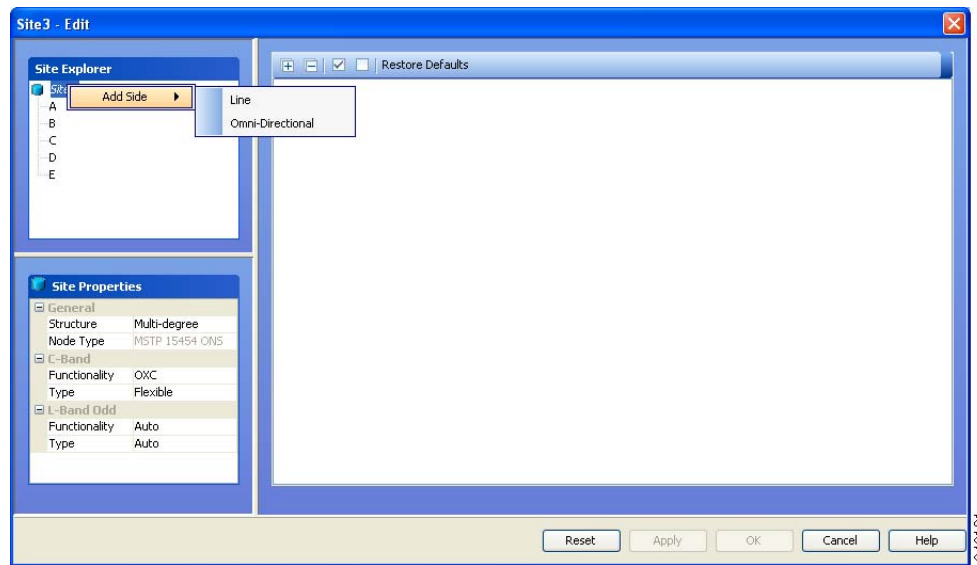 Site3 - Edit
Site Explorer
Restore Defaults
Add Side
Line
Omni-Directional
A
B
C
D
E
Site Properties
General
Structure Multi-degree
Node Type MSTP 15454 ONS
C-Band
Functionality OXC
Type Flexible
L-Band Odd
Functionality Auto
Type Auto
Reset Apply OK Cancel Help